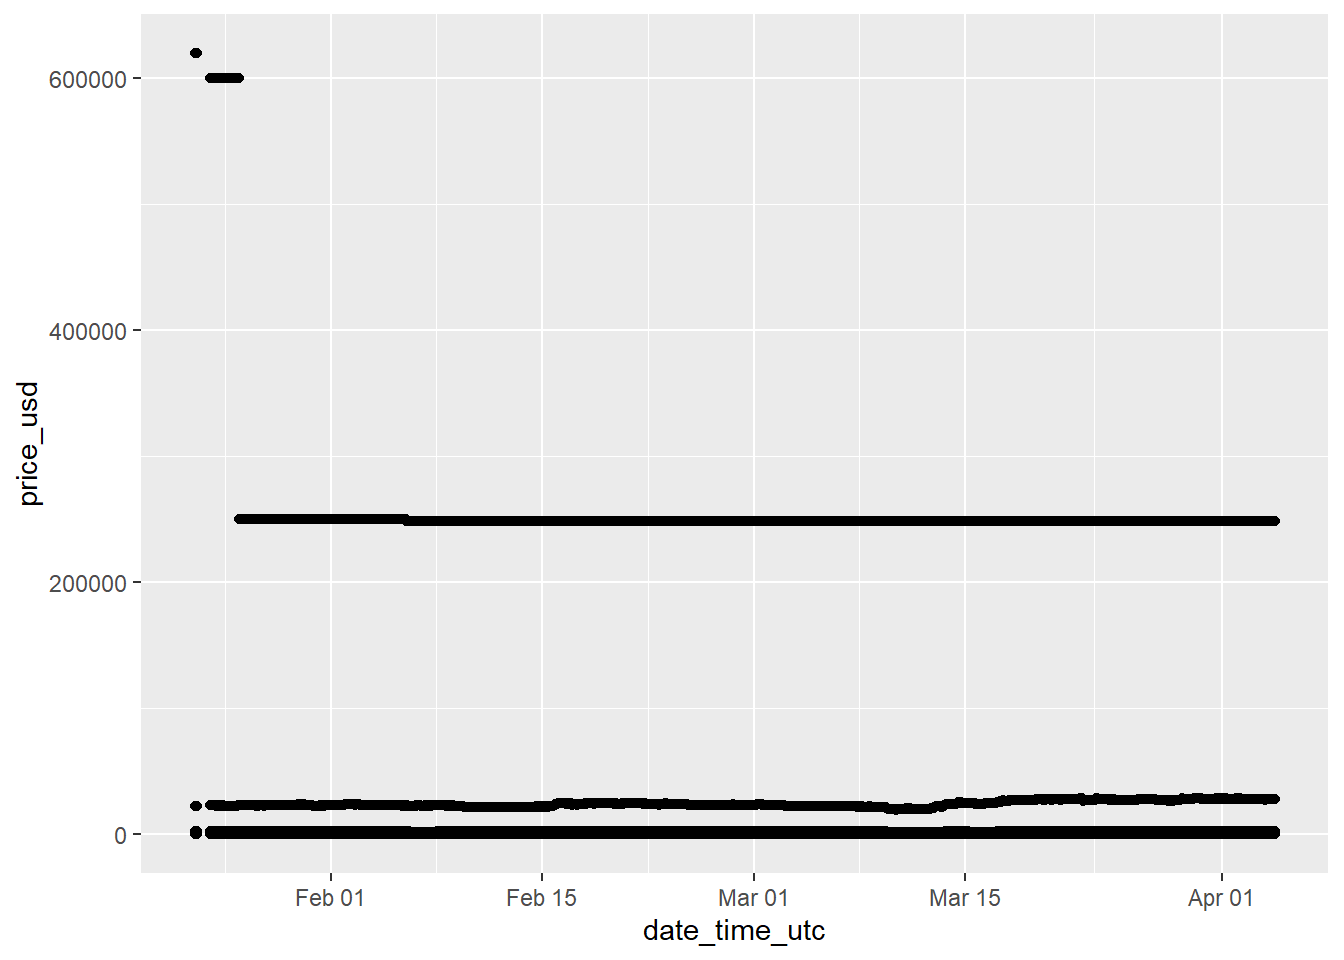 600000
400000
200000
0
price_usd
Feb 01
Feb 15
Mar 01
Mar 15
Apr 01
date_time_utc